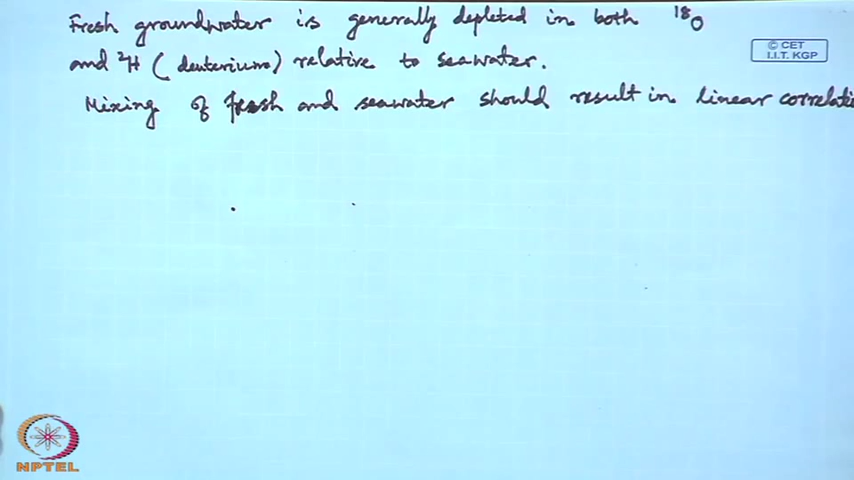 Fresh groundwater is generally depleted in both ¹⁸O
© CET
I.I.T. KGP
and ²H (deuterium) relative to seawater.
Mixing of fresh and seawater should result in linear correlati
NPTEL